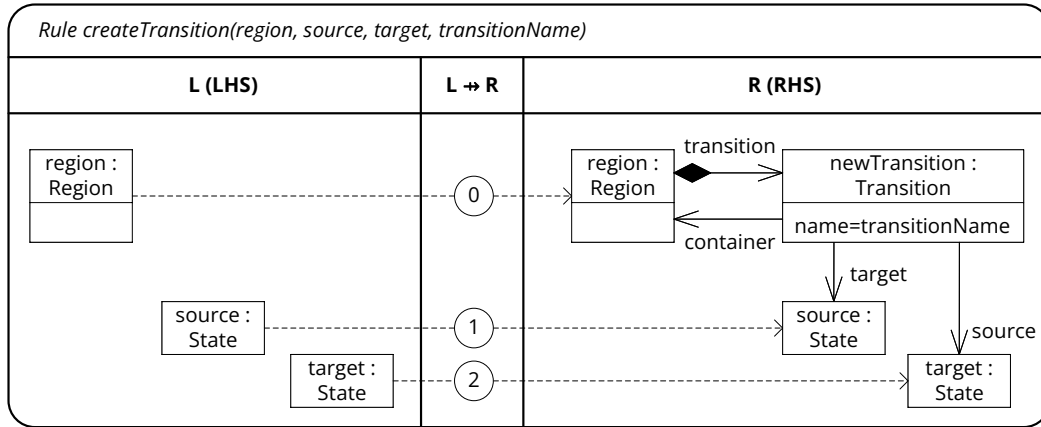 Rule createTransition(region, source, target, transitionName)
L (LHS)
L ⇸ R
R (RHS)
region :
Region
0
region :
Region
transition
container
newTransition :
Transition
name=transitionName
target
source
source :
State
1
source :
State
target :
State
2
target :
State